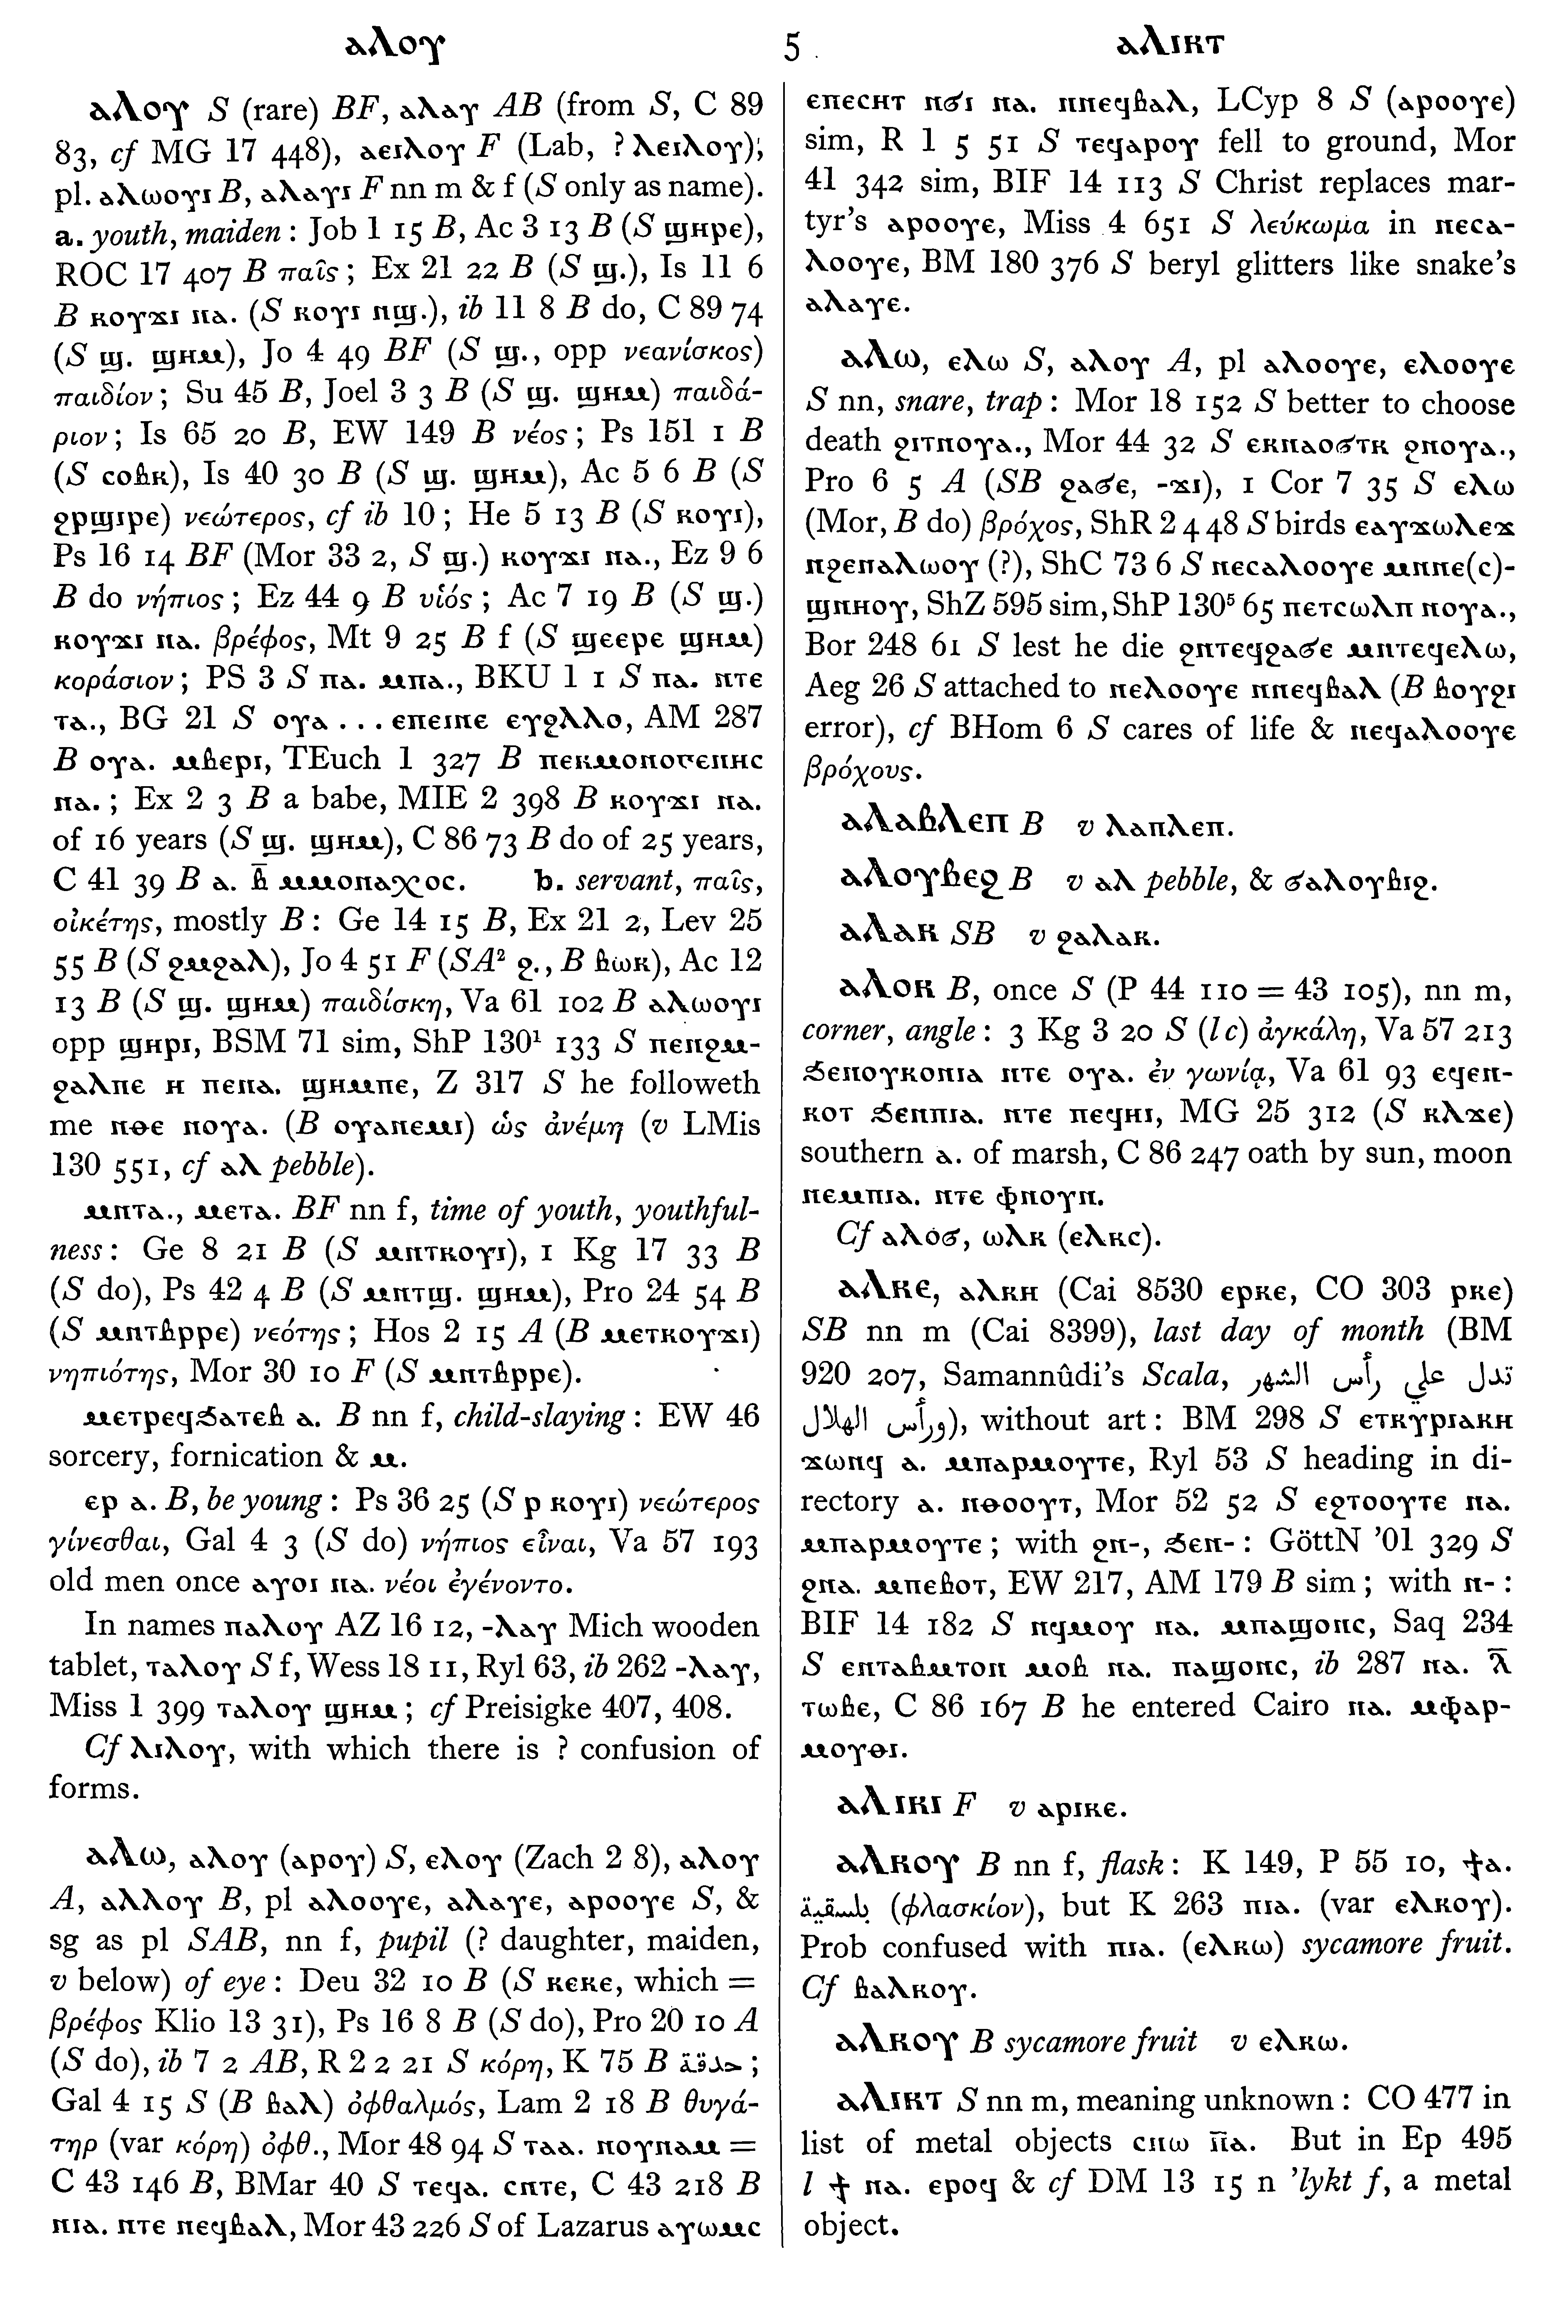 ⲁⲗⲟⲩ 5 ⲁⲗⲓⲕⲧ
ⲁⲗⲟⲩ S (rare) BF, ⲁⲗⲁⲩ AB (from S, C 89
83, cf MG 17 448), ⲁⲉⲓⲗⲟⲩ F (Lab, ? ⲗⲉⲓⲗⲟⲩ);
pl. ⲁⲗⲱⲟⲩⲓ B, ⲁⲗⲁⲩⲓ F nn m & f (S only as name).
a. youth, maiden : Job 1 15 B, Ac 3 13 B (S ϣⲏⲣⲉ),
ROC 17 407 B παῖς ; Ex 21 22 B (S ϣ.), Is 11 6
B ⲕⲟⲩϫⲓ ⲛⲁ. (S ⲕⲟⲩⲓ ⲛϣ.), ib 11 8 B do, C 89 74
(S ϣ. ϣⲏⲙ), Jo 4 49 BF (S ϣ., opp νεανίσκος)
παιδίον ; Su 45 B, Joel 3 3 B (S ϣ. ϣⲏⲙ) παιδά-
ριον ; Is 65 20 B, EW 149 B νέος ; Ps 151 1 B
(S ⲥⲟⲃⲕ), Is 40 30 B (S ϣ. ϣⲏⲙ), Ac 5 6 B (S
ϩⲣϣⲓⲣⲉ) νεώτερος, cf ib 10 ; He 5 13 B (S ⲕⲟⲩⲓ),
Ps 16 14 BF (Mor 33 2, S ϣ.) ⲕⲟⲩϫⲓ ⲛⲁ., Ez 9 6
B do νήπιος ; Ez 44 9 B υἱός ; Ac 7 19 B (S ϣ.)
ⲕⲟⲩϫⲓ ⲛⲁ. βρέφος, Mt 9 25 B f (S ϣⲉⲉⲣⲉ ϣⲏⲙ)
κοράσιον ; PS 3 S ⲛⲁ. ⲙⲛⲁ., BKU 1 1 S ⲛⲁ. ⲛⲧⲉ
ⲧⲁ., BG 21 S ⲟⲩⲁ . . . ⲉⲛⲉⲓⲛⲉ ⲉⲩϩⲗⲗⲟ, AM 287
B ⲟⲩⲁ. ⲙⲃⲉⲣⲓ, TEuch 1 327 B ⲡⲉⲕⲙⲟⲛⲟⲅⲉⲛⲏⲥ
ⲛⲁ. ; Ex 2 3 B a babe, MIE 2 398 B ⲕⲟⲩϫⲓ ⲛⲁ.
of 16 years (S ϣ. ϣⲏⲙ), C 86 73 B do of 25 years,
C 41 39 B ⲁ. ⲃ̄ ⲙⲙⲟⲛⲁⲭⲟⲥ. b. servant, παῖς,
οἰκέτης, mostly B : Ge 14 15 B, Ex 21 2, Lev 25
55 B (S ϩⲙϩⲁⲗ), Jo 4 51 F (SA² ϩ., B ⲃⲱⲕ), Ac 12
13 B (S ϣ. ϣⲏⲙ) παιδίσκη, Va 61 102 B ⲁⲗⲱⲟⲩⲓ
opp ϣⲏⲣⲓ, BSM 71 sim, ShP 130¹ 133 S ⲡⲉⲛϩⲙ-
ϩⲁⲗⲡⲉ ⲏ ⲡⲉⲛⲁ. ϣⲏⲙⲡⲉ, Z 317 S he followeth
me ⲛⲑⲉ ⲛⲟⲩⲁ. (B ⲟⲩⲁⲛⲉⲙⲓ) ὡς ἀνέμη (v LMis
130 551, cf ⲁⲗ pebble).
ⲙⲛⲧⲁ., ⲙⲉⲧⲁ. BF nn f, time of youth, youthful-
ness : Ge 8 21 B (S ⲙⲛⲧⲕⲟⲩⲓ), 1 Kg 17 33 B
(S do), Ps 42 4 B (S ⲙⲛⲧϣ. ϣⲏⲙ), Pro 24 54 B
(S ⲙⲛⲧⲃⲣⲣⲉ) νεότης ; Hos 2 15 A (B ⲙⲉⲧⲕⲟⲩϫⲓ)
νηπιότης, Mor 30 10 F (S ⲙⲛⲧⲃⲣⲣⲉ).
ⲙⲉⲧⲣⲉϥϧⲁⲧⲉⲃ ⲁ. B nn f, child-slaying : EW 46
sorcery, fornication & ⲙ.
ⲉⲣ ⲁ. B, be young : Ps 36 25 (S ⲣ ⲕⲟⲩⲓ) νεώτερος
γίνεσθαι, Gal 4 3 (S do) νήπιος εἶναι, Va 57 193
old men once ⲁⲩⲟⲓ ⲛⲁ. νέοι ἐγένοντο.
In names ⲡⲁⲗⲟⲩ AZ 16 12, -ⲗⲁⲩ Mich wooden
tablet, ⲧⲁⲗⲟⲩ S f, Wess 18 11, Ryl 63, ib 262 -ⲗⲁⲩ,
Miss 1 399 ⲧⲁⲗⲟⲩ ϣⲏⲙ ; cf Preisigke 407, 408.
Cf ⲗⲓⲗⲟⲩ, with which there is ? confusion of
forms.
ⲁⲗⲱ, ⲁⲗⲟⲩ (ⲁⲣⲟⲩ) S, ⲉⲗⲟⲩ (Zach 2 8), ⲁⲗⲟⲩ
A, ⲁⲗⲗⲟⲩ B, pl ⲁⲗⲟⲟⲩⲉ, ⲁⲗⲁⲩⲉ, ⲁⲣⲟⲟⲩⲉ S, &
sg as pl SAB, nn f, pupil (? daughter, maiden,
v below) of eye : Deu 32 10 B (S ⲕⲉⲕⲉ, which =
βρέφος Klio 13 31), Ps 16 8 B (S do), Pro 20 10 A
(S do), ib 7 2 AB, R 2 2 21 S κόρη, K 75 B حدقة ;
Gal 4 15 S (B ⲃⲁⲗ) ὀφθαλμός, Lam 2 18 B θυγά-
τηρ (var κόρη) ὀφθ., Mor 48 94 S ⲧⲁⲁ. ⲛⲟⲩⲛⲁⲙ =
C 43 146 B, BMar 40 S ⲧⲉϥⲁ. ⲥⲛⲧⲉ, C 43 218 B
ⲡⲓⲁ. ⲛⲧⲉ ⲡⲉϥⲃⲁⲗ, Mor 43 226 S of Lazarus ⲁⲩⲱⲙⲥ
ⲉⲡⲉⲥⲏⲧ ⲛϭⲓ ⲛⲁ. ⲛⲛⲉϥⲃⲁⲗ, LCyp 8 S (ⲁⲣⲟⲟⲩⲉ)
sim, R 1 5 51 S ⲧⲉϥⲁⲣⲟⲩ fell to ground, Mor
41 342 sim, BIF 14 113 S Christ replaces mar-
tyr's ⲁⲣⲟⲟⲩⲉ, Miss 4 651 S λεύκωμα in ⲛⲉⲥⲁ-
ⲗⲟⲟⲩⲉ, BM 180 376 S beryl glitters like snake's
ⲁⲗⲁⲩⲉ.
ⲁⲗⲱ, ⲉⲗⲱ S, ⲁⲗⲟⲩ A, pl ⲁⲗⲟⲟⲩⲉ, ⲉⲗⲟⲟⲩⲉ
S nn, snare, trap : Mor 18 152 S better to choose
death ϩⲓⲧⲛⲟⲩⲁ., Mor 44 32 S ⲉⲕⲛⲁⲟϭⲧⲕ ϩⲛⲟⲩⲁ.,
Pro 6 5 A (SB ϩⲁϭⲉ, -ϫⲓ), 1 Cor 7 35 S ⲉⲗⲱ
(Mor, B do) βρόχος, ShR 2 4 48 S birds ⲉⲁⲩϫⲱⲗⲉϫ
ⲛϩⲉⲛⲁⲗⲱⲟⲩ (?), ShC 73 6 S ⲛⲉⲥⲁⲗⲟⲟⲩⲉ ⲙⲛⲛⲉ(ⲥ)-
ϣⲛⲏⲟⲩ, ShZ 595 sim, ShP 130⁵ 65 ⲡⲉⲧⲥⲱⲗⲡ ⲛⲟⲩⲁ.,
Bor 248 61 S lest he die ϩⲛⲧⲉϥϩⲁϭⲉ ⲙⲛⲧⲉϥⲉⲗⲱ,
Aeg 26 S attached to ⲛⲉⲗⲟⲟⲩⲉ ⲛⲛⲉϥⲃⲁⲗ (B ⲃⲟⲩϩⲓ
error), cf BHom 6 S cares of life & ⲛⲉϥⲁⲗⲟⲟⲩⲉ
βρόχους.
ⲁⲗⲁⲃⲗⲉⲡ B v ⲗⲁⲡⲗⲉⲡ.
ⲁⲗⲟⲩⲃⲉϩ B v ⲁⲗ pebble, & ϭⲁⲗⲟⲩⲃⲓϩ.
ⲁⲗⲁⲕ SB v ϩⲁⲗⲁⲕ.
ⲁⲗⲟⲕ B, once S (P 44 110 = 43 105), nn m,
corner, angle : 3 Kg 3 20 S (l c) ἀγκάλη, Va 57 213
ϧⲉⲛⲟⲩⲕⲟⲡⲓⲁ ⲛⲧⲉ ⲟⲩⲁ. ἐν γωνίᾳ, Va 61 93 ⲉϥⲉⲛ-
ⲕⲟⲧ ϧⲉⲛⲡⲓⲁ. ⲛⲧⲉ ⲡⲉϥⲏⲓ, MG 25 312 (S ⲕⲗϫⲉ)
southern ⲁ. of marsh, C 86 247 oath by sun, moon
ⲛⲉⲙⲡⲓⲁ. ⲛⲧⲉ ⲫⲛⲟⲩⲛ.
Cf ⲁⲗⲟϭ, ⲱⲗⲕ (ⲉⲗⲕⲥ).
ⲁⲗⲕⲉ, ⲁⲗⲕⲏ (Cai 8530 ⲉⲣⲕⲉ, CO 303 ⲣⲕⲉ)
SB nn m (Cai 8399), last day of month (BM
920 207, Samannûdi's Scala, تدل علي رأس الشهر
ورأس الهلال), without art : BM 298 S ⲉⲧⲕⲩⲣⲓⲁⲕⲏ
ϫⲱⲛϥ ⲁ. ⲙⲡⲁⲣⲙⲟⲩⲧⲉ, Ryl 53 S heading in di-
rectory ⲁ. ⲛⲑⲟⲟⲩⲧ, Mor 52 52 S ⲉϩⲧⲟⲟⲩⲧⲉ ⲛⲁ.
ⲙⲡⲁⲣⲙⲟⲩⲧⲉ ; with ϩⲛ-, ϧⲉⲛ- : GöttN '01 329 S
ϩⲛⲁ. ⲙⲡⲉⲃⲟⲧ, EW 217, AM 179 B sim ; with ⲛ- :
BIF 14 182 S ⲛϥⲙⲟⲩ ⲛⲁ. ⲙⲡⲁϣⲟⲛⲥ, Saq 234
S ⲉⲛⲧⲁⲃⲙⲧⲟⲛ ⲙⲟⲃ ⲛⲁ. ⲡⲁϣⲟⲛⲥ, ib 287 ⲛⲁ. ⲗ̄
ⲧⲱⲃⲉ, C 86 167 B he entered Cairo ⲛⲁ. ⲙⲫⲁⲣ-
ⲙⲟⲩⲑⲓ.
ⲁⲗⲓⲕⲓ F v ⲁⲣⲓⲕⲉ.
ⲁⲗⲕⲟⲩ B nn f, flask : K 149, P 55 10, ϯⲁ.
بلسقية (φλασκίον), but K 263 ⲡⲓⲁ. (var ⲉⲗⲕⲟⲩ).
Prob confused with ⲡⲓⲁ. (ⲉⲗⲕⲱ) sycamore fruit.
Cf ⲃⲁⲗⲕⲟⲩ.
ⲁⲗⲕⲟⲩ B sycamore fruit v ⲉⲗⲕⲱ.
ⲁⲗⲓⲕⲧ S nn m, meaning unknown : CO 477 in
list of metal objects ⲥⲛⲱ ⲛ̄ⲁ. But in Ep 495
l ϯ ⲛⲁ. ⲉⲣⲟϥ & cf DM 13 15 n 'lykt f, a metal
object.